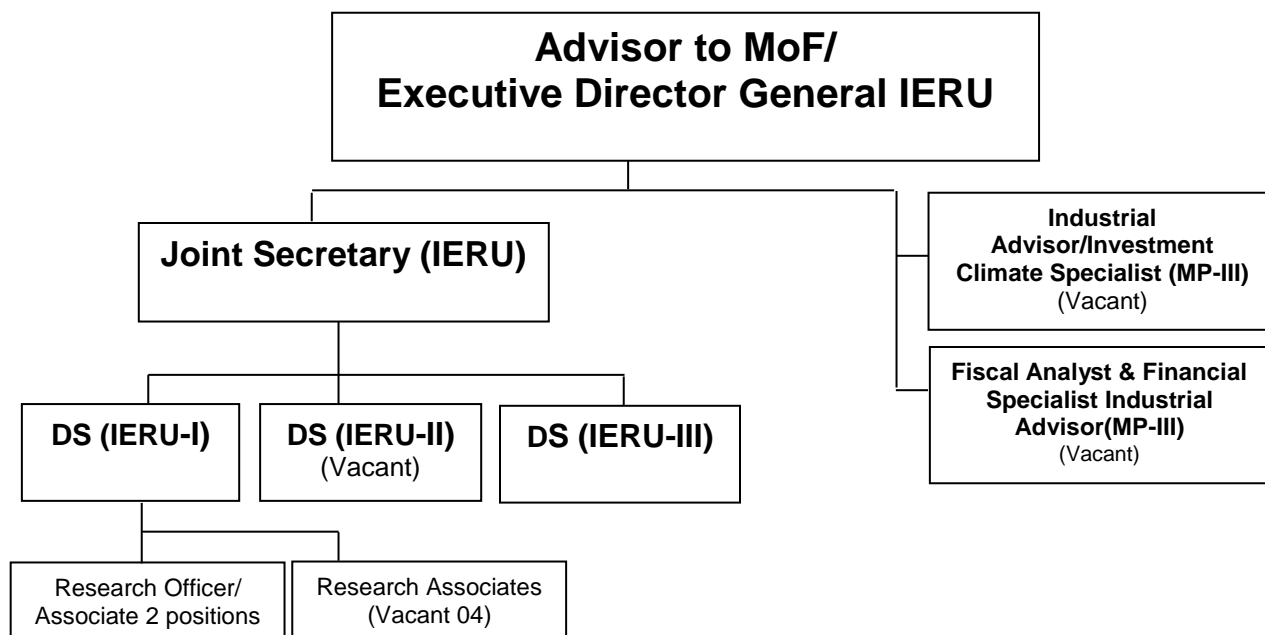 Advisor to MoF/
Executive Director General IERU
Joint Secretary (IERU)
Industrial
Advisor/Investment
Climate Specialist (MP-III)
(Vacant)
Fiscal Analyst & Financial
Specialist Industrial
Advisor(MP-III)
(Vacant)
DS (IERU-I)
DS (IERU-II)
(Vacant)
DS (IERU-III)
Research Officer/
Associate 2 positions
Research Associates
(Vacant 04)